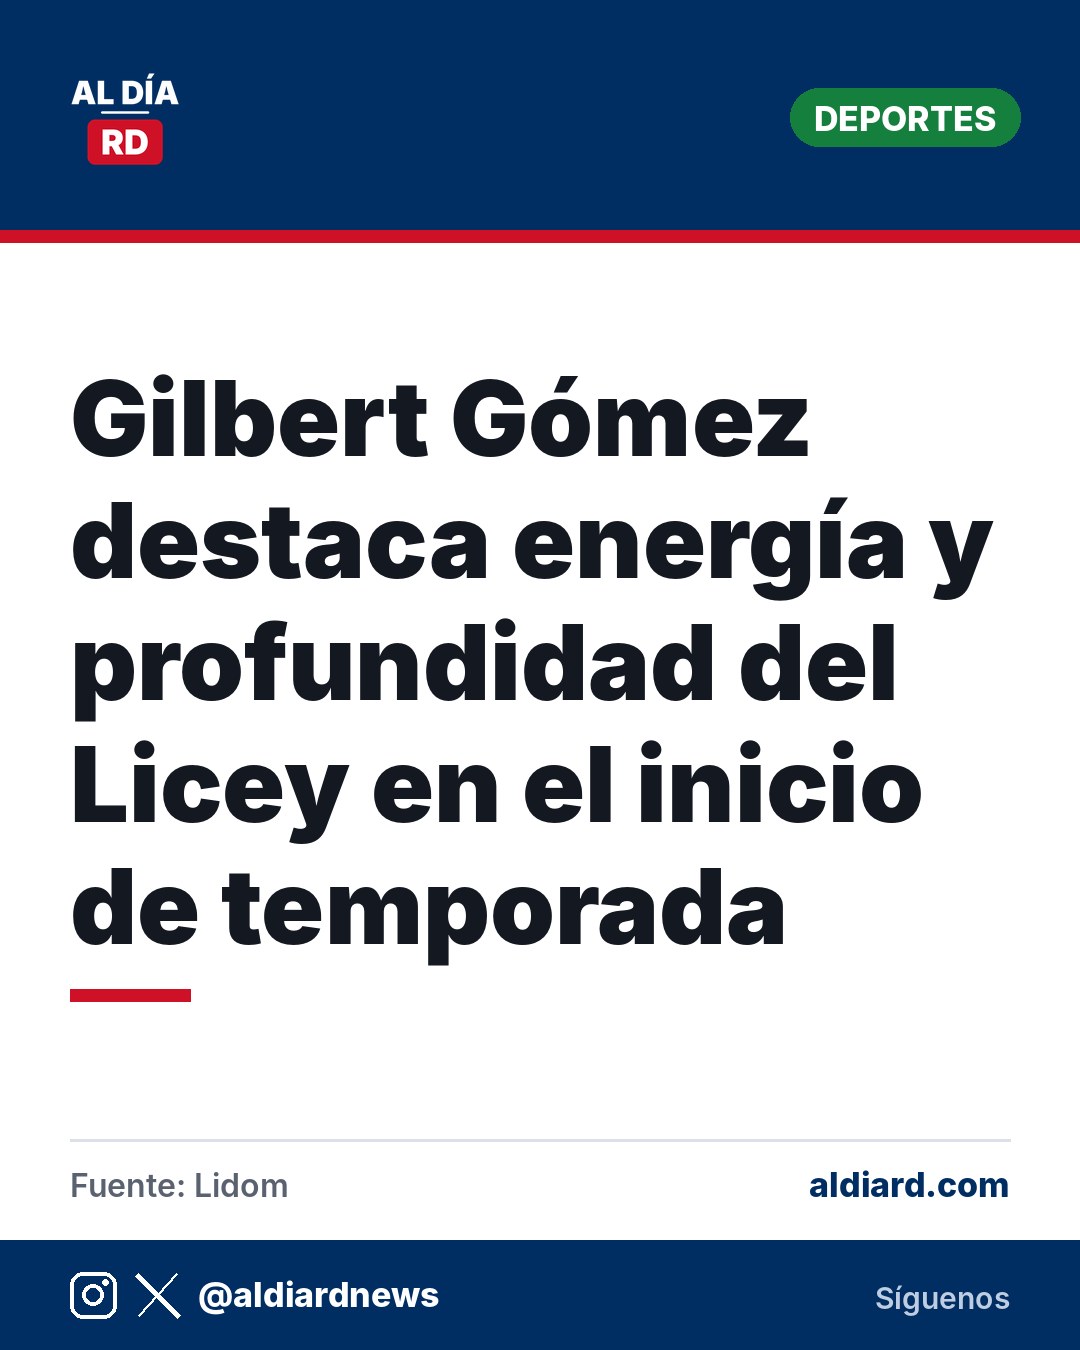 AL DÍA
RD
DEPORTES
Gilbert Gómez
destaca energía y
profundidad del
Licey en el inicio
de temporada
Fuente: Lidom
aldiard.com
@aldiardnews
Síguenos